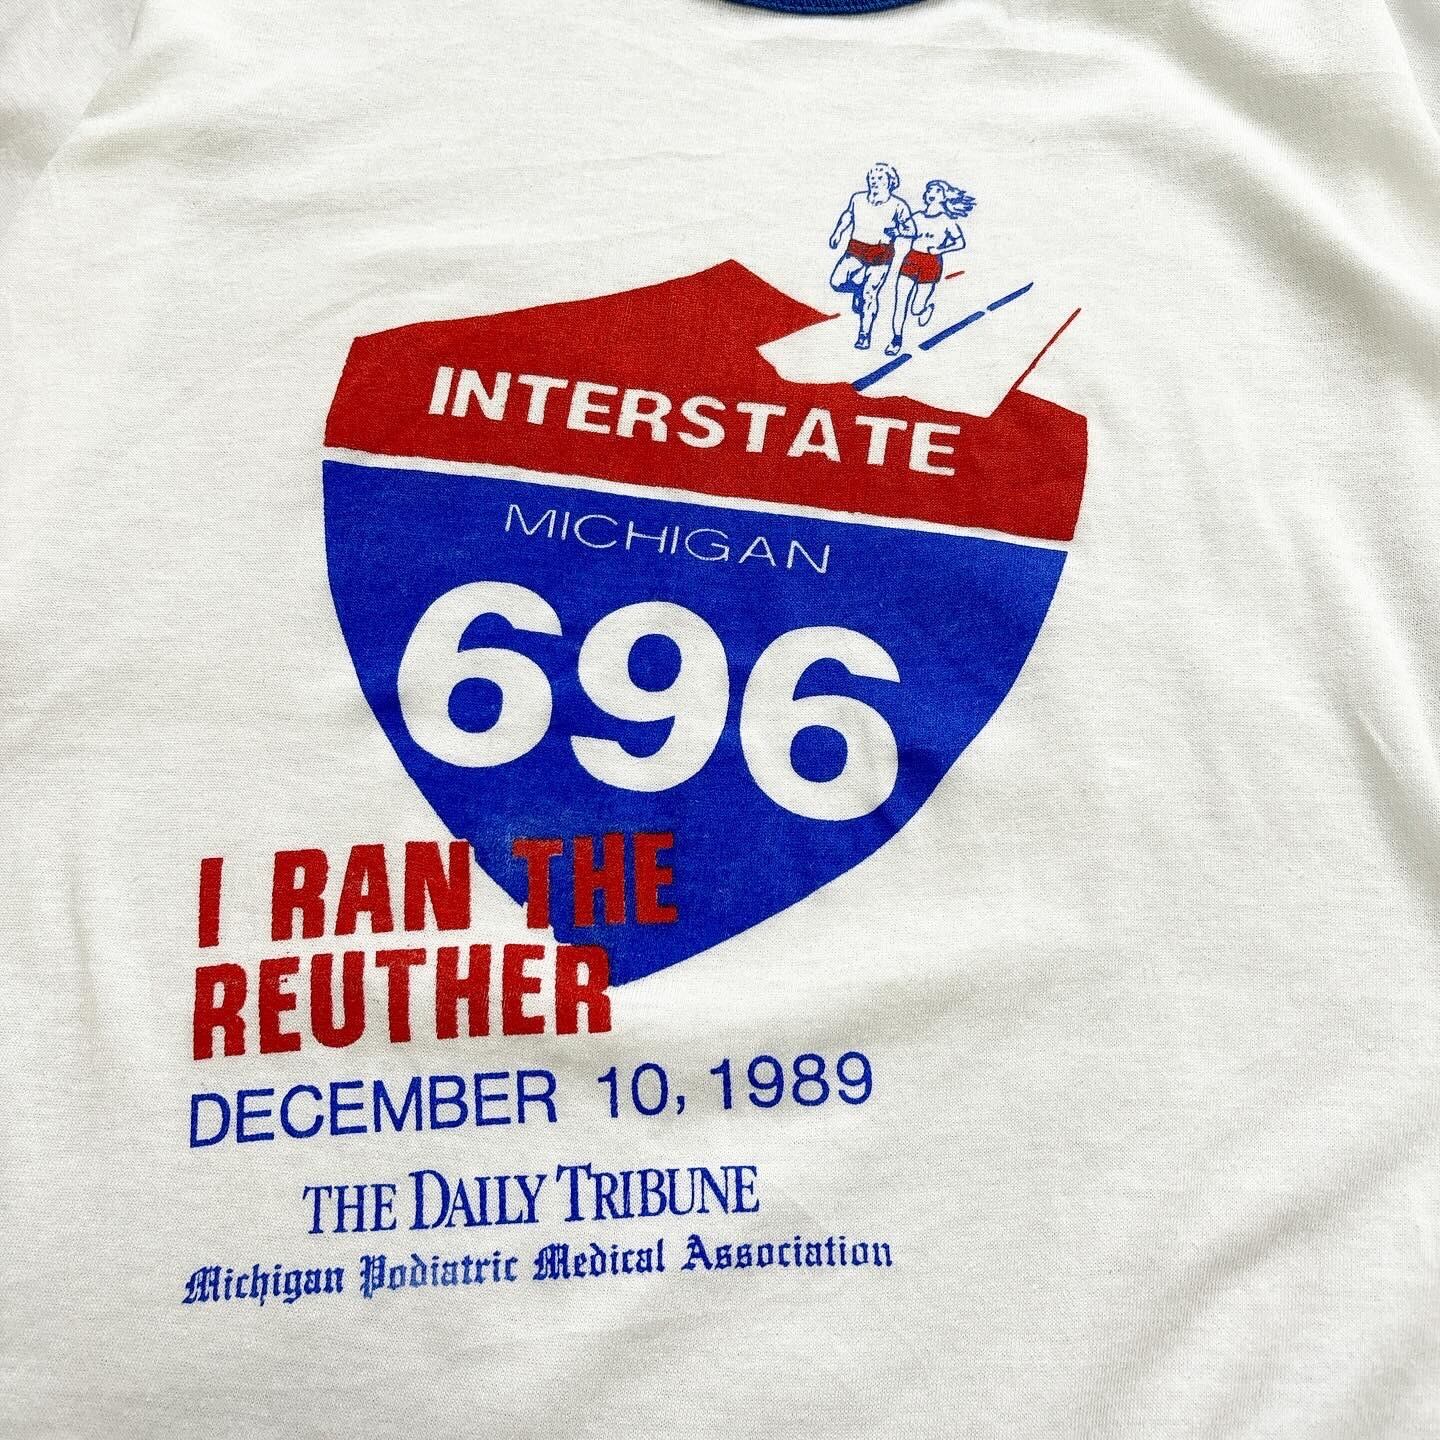 INTERSTATE
MICHIGAN
696
I RAN THE
REUTHER
DECEMBER 10, 1989
THE DAILY TRIBUNE
Michigan Podiatric Medical Association